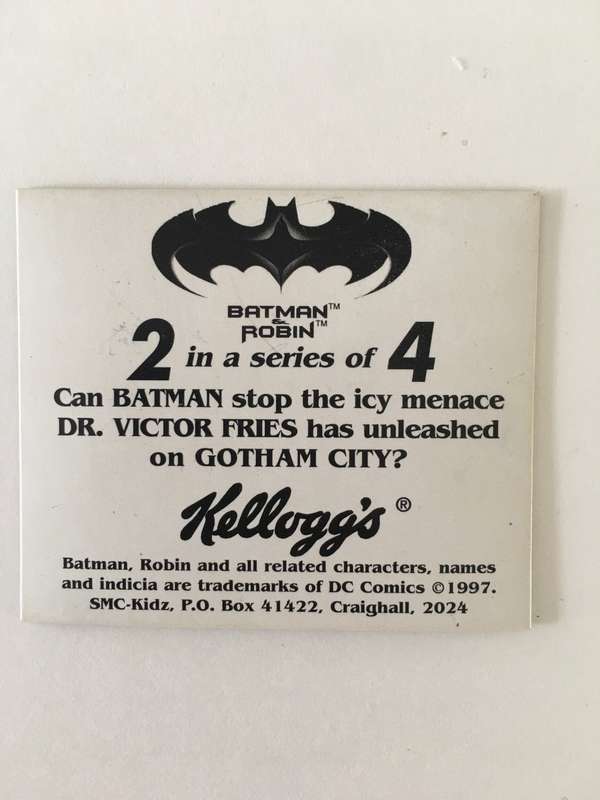 BATMAN™
&
ROBIN™
2 in a series of 4
Can BATMAN stop the icy menace
DR. VICTOR FRIES has unleashed
on GOTHAM CITY?
Kellogg's ®
Batman, Robin and all related characters, names
and indicia are trademarks of DC Comics ©1997.
SMC-Kidz, P.O. Box 41422, Craighall, 2024